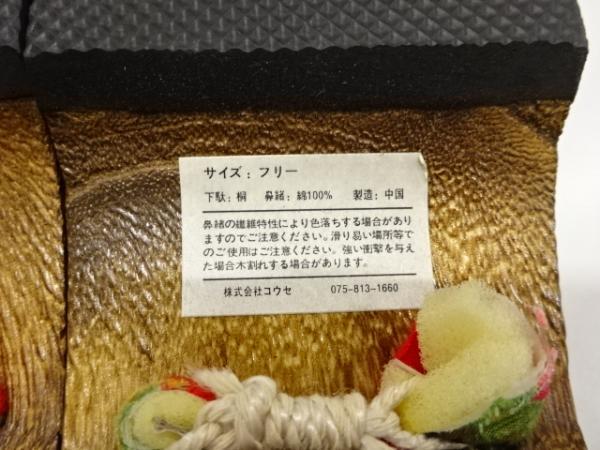 サイズ：フリー
下駄：桐 鼻緒：綿100% 製造：中国
鼻緒の繊維特性により色落ちする場合があり
ますのでご注意ください。滑り易い場所等で
のご使用はご注意ください。強い衝撃を与え
た場合木割れする場合があります。
株式会社コウセ 075-813-1660